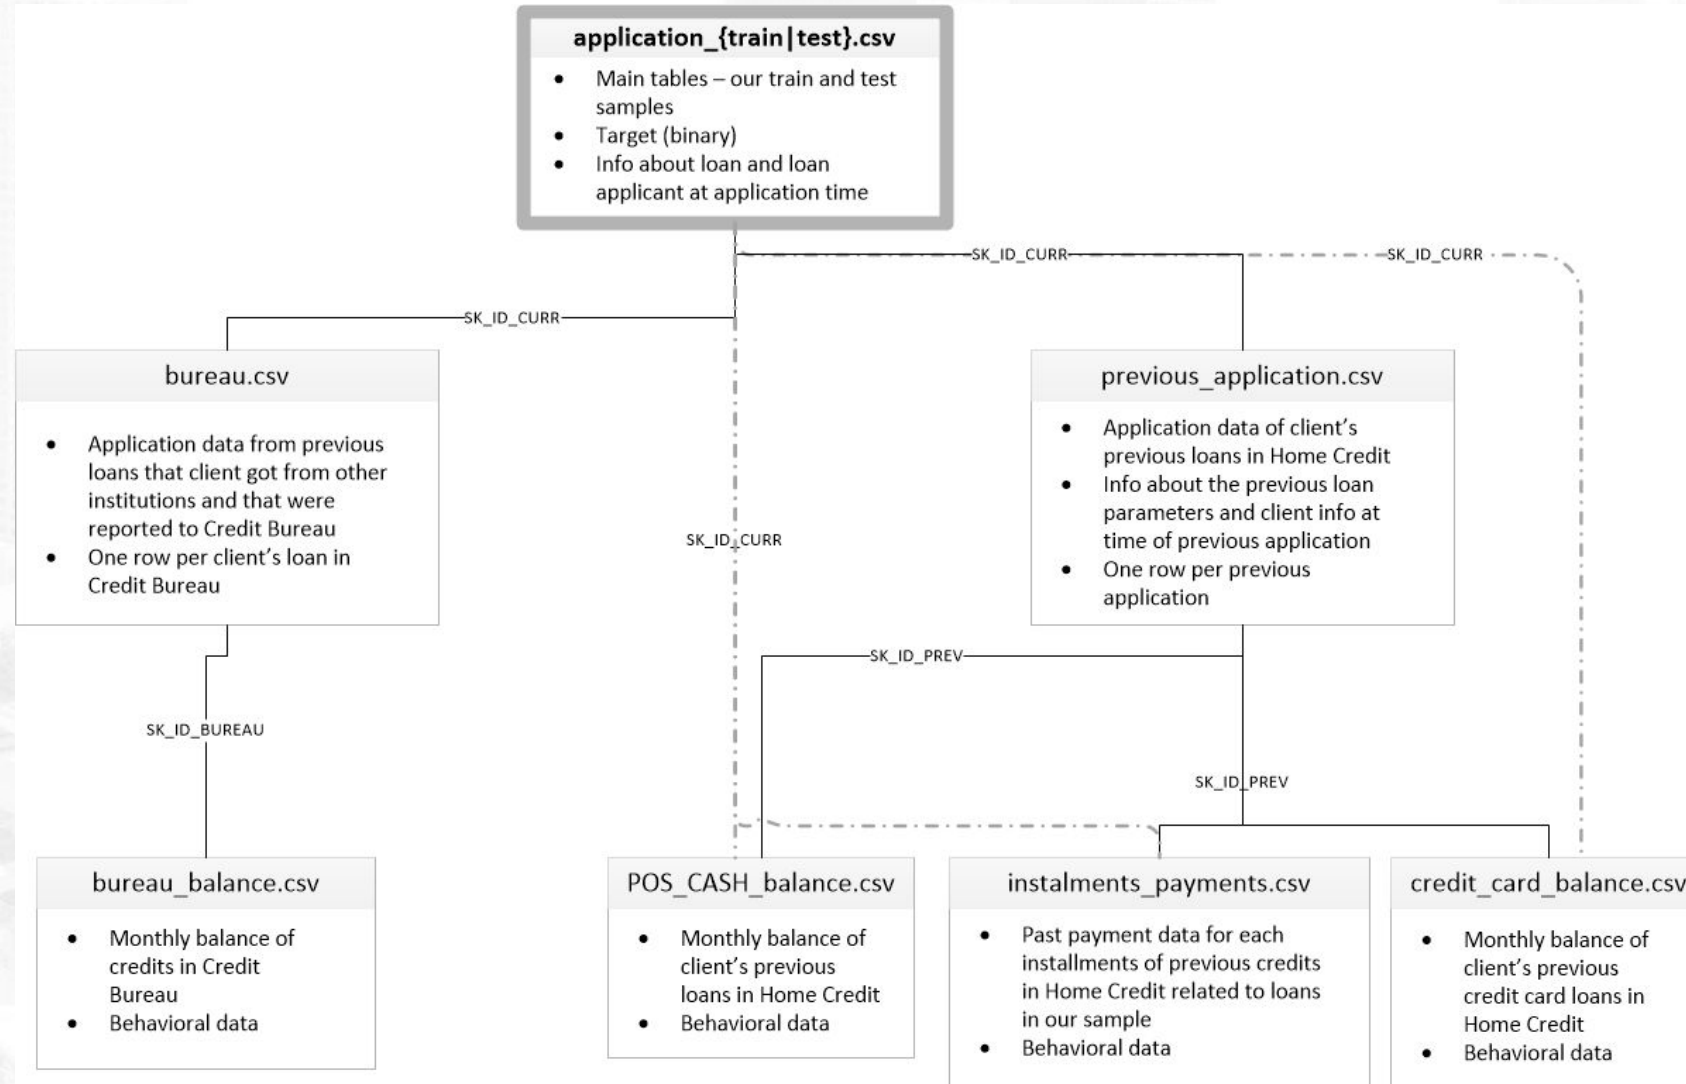 application_{train|test}.csv
• Main tables – our train and test
samples
• Target (binary)
• Info about loan and loan
applicant at application time
SK_ID_CURR
SK_ID_CURR
SK_ID_CURR
bureau.csv
• Application data from previous
loans that client got from other
institutions and that were
reported to Credit Bureau
• One row per client's loan in
Credit Bureau
previous_application.csv
• Application data of client's
previous loans in Home Credit
• Info about the previous loan
parameters and client info at
time of previous application
• One row per previous
application
SK_ID_CURR
SK_ID_PREV
SK_ID_BUREAU
SK_ID_PREV
bureau_balance.csv
• Monthly balance of
credits in Credit
Bureau
• Behavioral data
POS_CASH_balance.csv
• Monthly balance of
client's previous
loans in Home Credit
• Behavioral data
instalments_payments.csv
• Past payment data for each
installments of previous credits
in Home Credit related to loans
in our sample
• Behavioral data
credit_card_balance.csv
• Monthly balance of
client's previous
credit card loans in
Home Credit
• Behavioral data